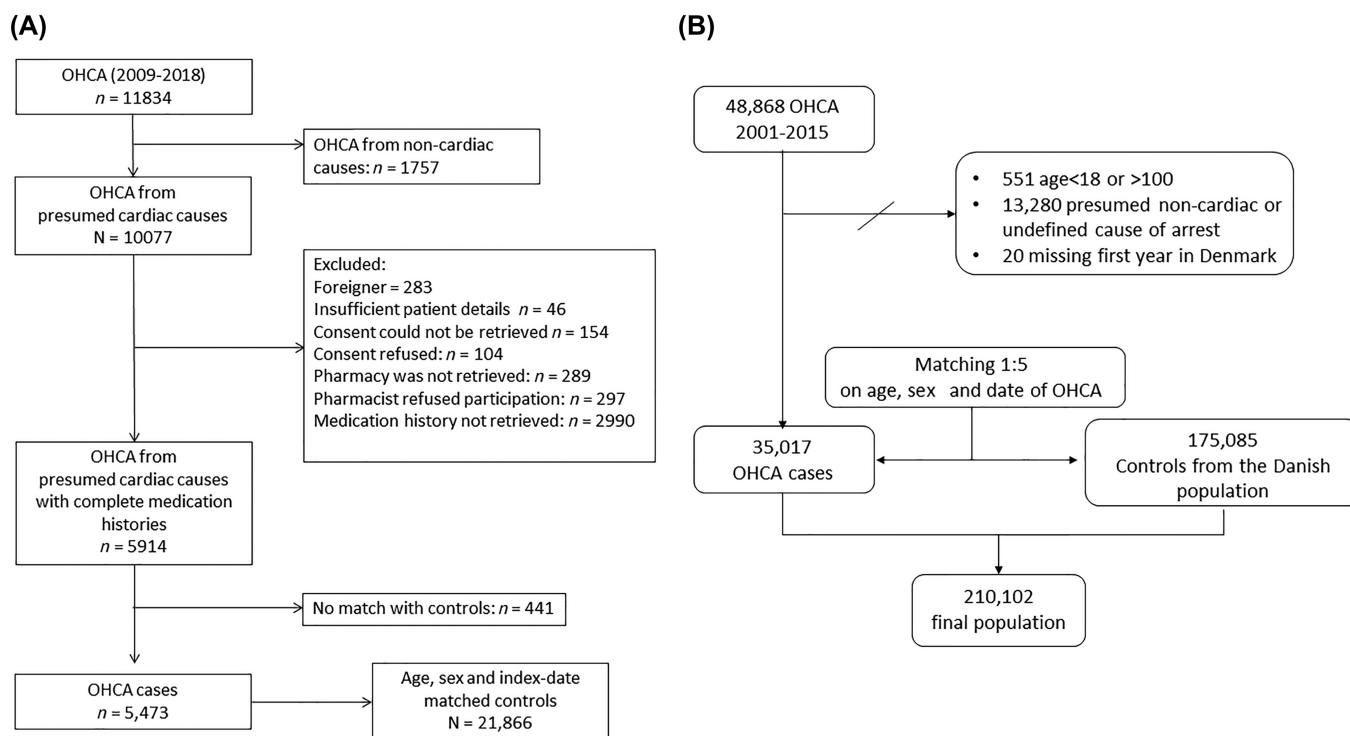 (A)
OHCA (2009-2018)
n = 11834
OHCA from non-cardiac
causes: n = 1757
OHCA from
presumed cardiac causes
N = 10077
Excluded:
Foreigner = 283
Insufficient patient details n = 46
Consent could not be retrieved n = 154
Consent refused: n = 104
Pharmacy was not retrieved: n = 289
Pharmacist refused participation: n = 297
Medication history not retrieved: n = 2990
OHCA from
presumed cardiac causes
with complete medication
histories
n = 5914
No match with controls: n = 441
OHCA cases
n = 5,473
Age, sex and index-date
matched controls
N = 21,866
(B)
48,868 OHCA
2001-2015
• 551 age<18 or >100
• 13,280 presumed non-cardiac or
undefined cause of arrest
• 20 missing first year in Denmark
Matching 1:5
on age, sex and date of OHCA
35,017
OHCA cases
175,085
Controls from the Danish
population
210,102
final population